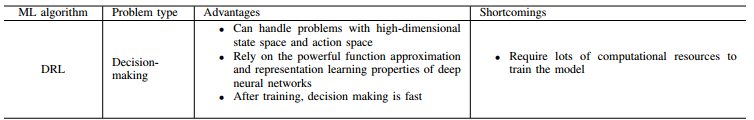 ML algorithm Problem type Advantages Shortcomings
DRL
Decision-
making
• Can handle problems with high-dimensional
state space and action space
• Rely on the powerful function approximation
and representation learning properties of deep
neural networks
• After training, decision making is fast
• Require lots of computational resources to
train the model